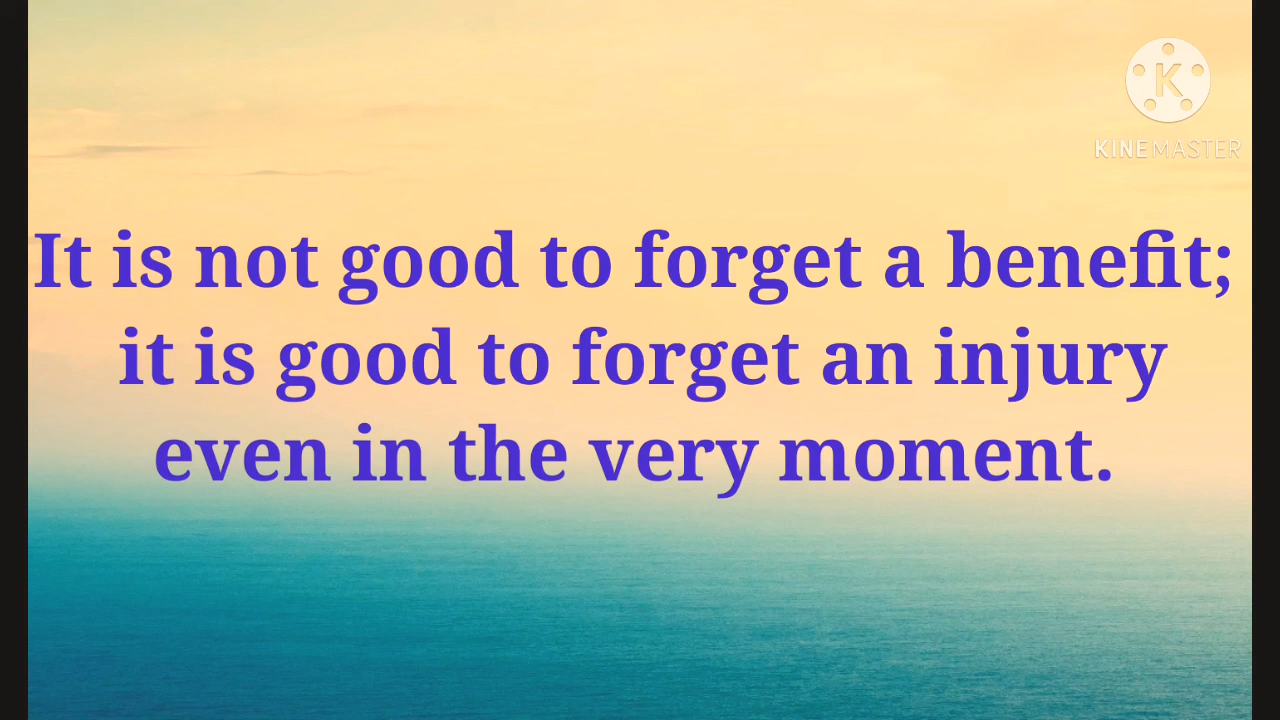 K
KINEMASTER
It is not good to forget a benefit;
it is good to forget an injury
even in the very moment.